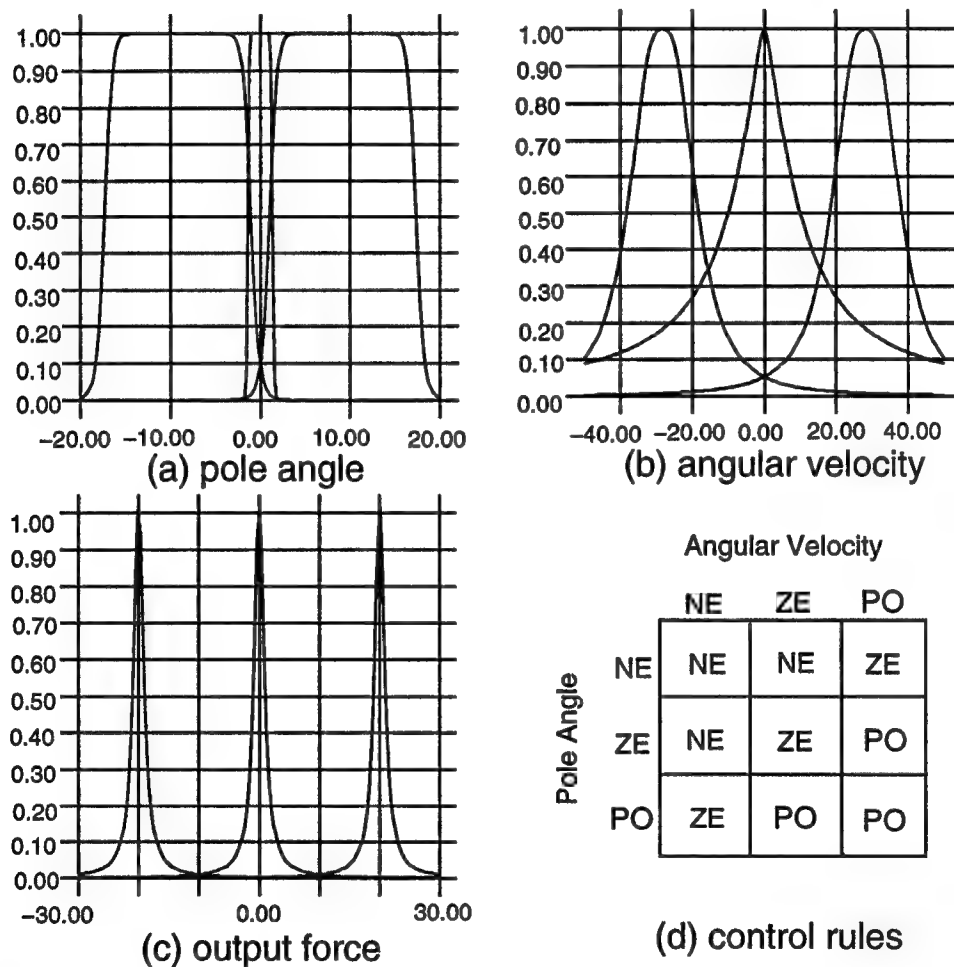 1.00
0.90
0.80
0.70
0.60
0.50
0.40
0.30
0.20
0.10
0.00
−20.00 −10.00 0.00 10.00 20.00
(a) pole angle
1.00
0.90
0.80
0.70
0.60
0.50
0.40
0.30
0.20
0.10
0.00
−40.00 −20.00 0.00 20.00 40.00
(b) angular velocity
1.00
0.90
0.80
0.70
0.60
0.50
0.40
0.30
0.20
0.10
0.00
−30.00 0.00 30.00
(c) output force
Angular Velocity
NE ZE PO
Pole Angle
NE NE NE ZE
ZE NE ZE PO
PO ZE PO PO
(d) control rules